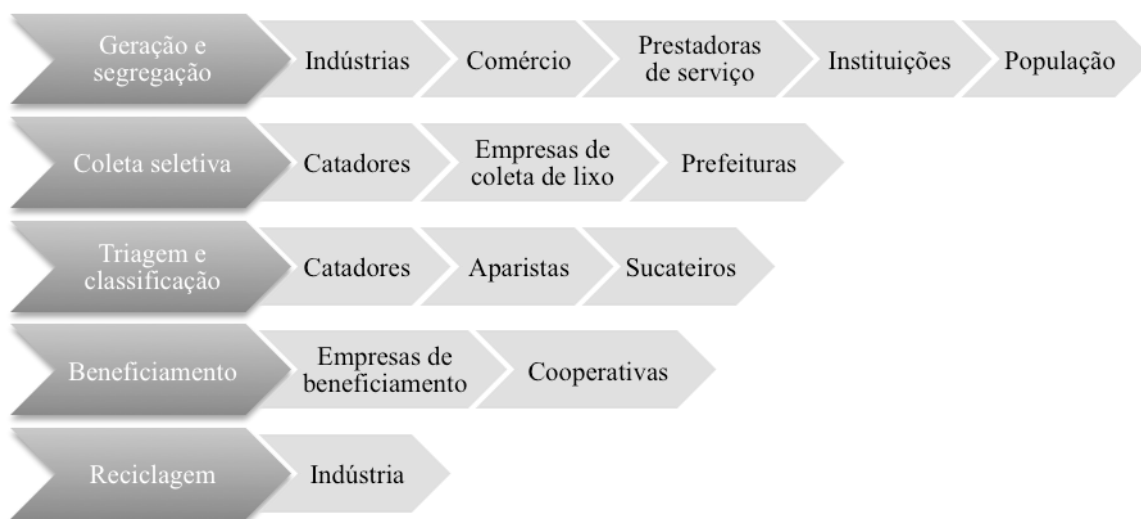 Geração e
segregação
Indústrias
Comércio
Prestadoras
de serviço
Instituições
População
Coleta seletiva
Catadores
Empresas de
coleta de lixo
Prefeituras
Triagem e
classificação
Catadores
Aparistas
Sucateiros
Beneficiamento
Empresas de
beneficiamento
Cooperativas
Reciclagem
Indústria